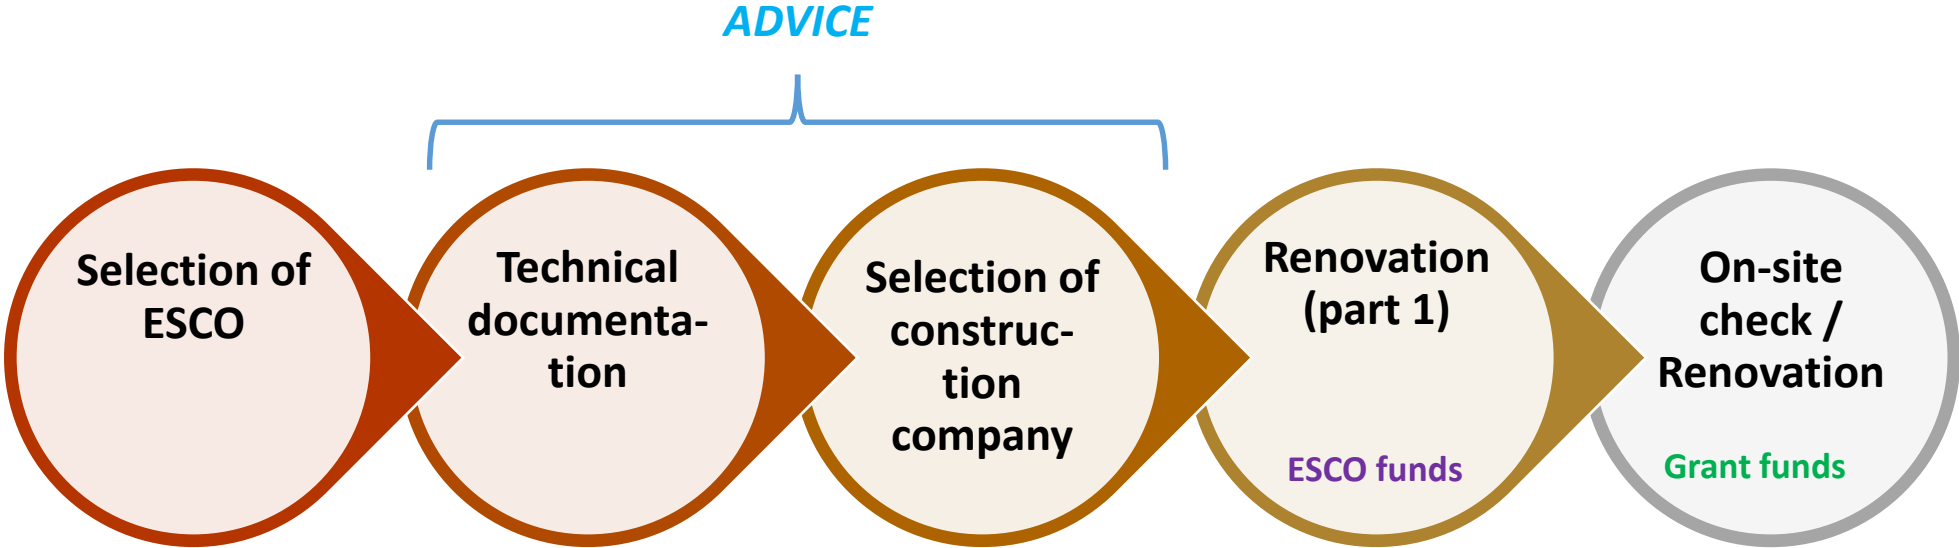 ADVICE
Selection of
ESCO
Technical
documenta-
tion
Selection of
construc-
tion
company
Renovation
(part 1)
ESCO funds
On-site
check /
Renovation
Grant funds